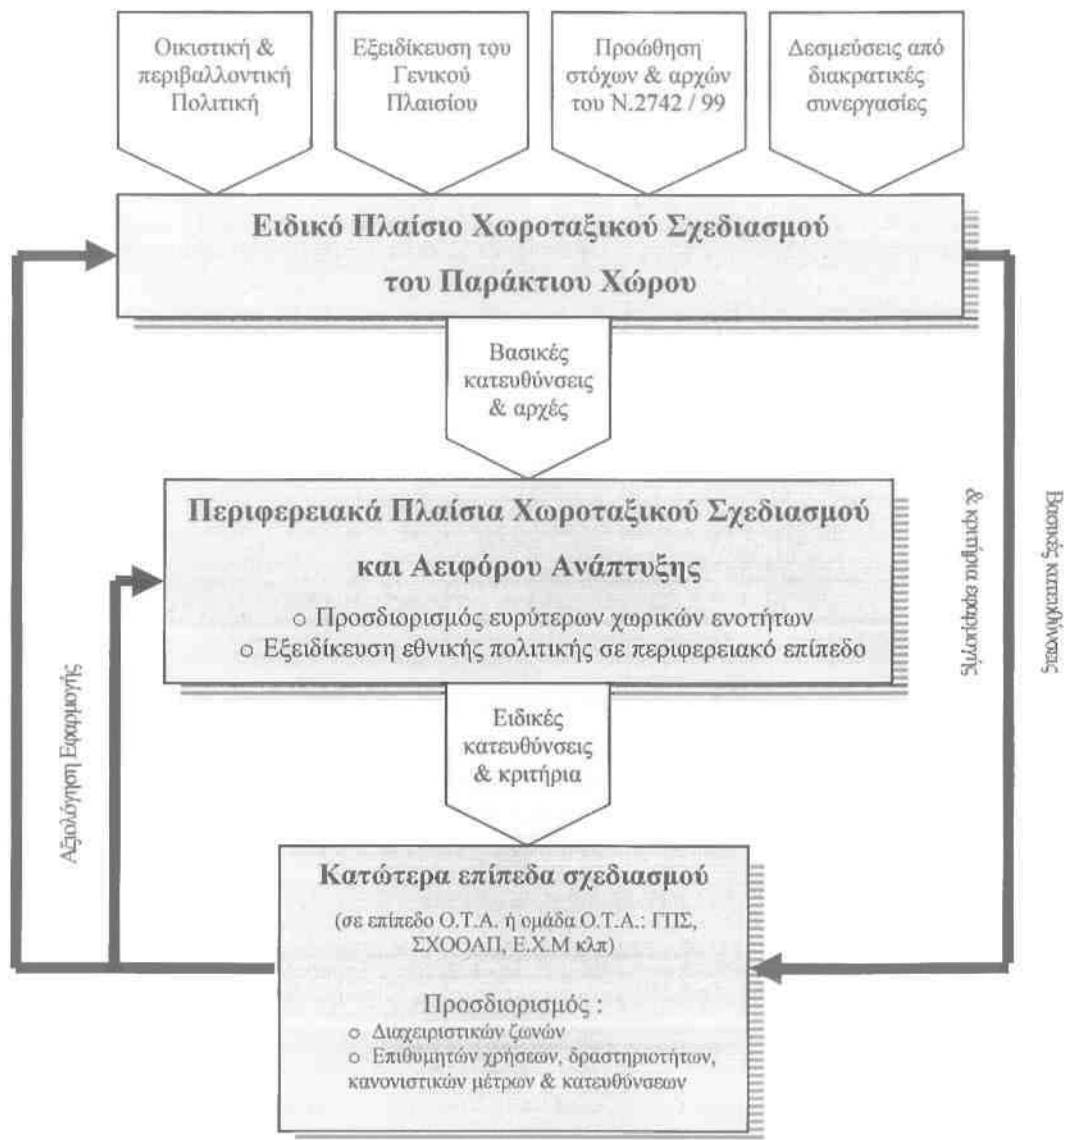 Οικιστική &
περιβαλλοντική
Πολιτική
Εξειδίκευση του
Γενικού
Πλαισίου
Προώθηση
στόχων & αρχών
του Ν.2742 / 99
Δεσμεύσεις από
διακρατικές
συνεργασίες
Ειδικό Πλαίσιο Χωροταξικού Σχεδιασμού
του Παράκτιου Χώρου
Βασικές
κατευθύνσεις
& αρχές
Περιφερειακά Πλαίσια Χωροταξικού Σχεδιασμού
και Αειφόρου Ανάπτυξης
o Προσδιορισμός ευρύτερων χωρικών ενοτήτων
o Εξειδίκευση εθνικής πολιτικής σε περιφερειακό επίπεδο
Ειδικές
κατευθύνσεις
& κριτήρια
Κατώτερα επίπεδα σχεδιασμού
(σε επίπεδο Ο.Τ.Α. ή ομάδα Ο.Τ.Α.: ΓΠΣ,
ΣΧΟΟΑΠ, Ε.Χ.Μ κλπ)
Προσδιορισμός :
o Διαχειριστικών ζωνών
o Επιθυμητών χρήσεων, δραστηριοτήτων,
κανονιστικών μέτρων & κατευθύνσεων
Αξιολόγηση Εφαρμογής
Βασικές κατευθύνσεις
& κριτήρια εφαρμογής